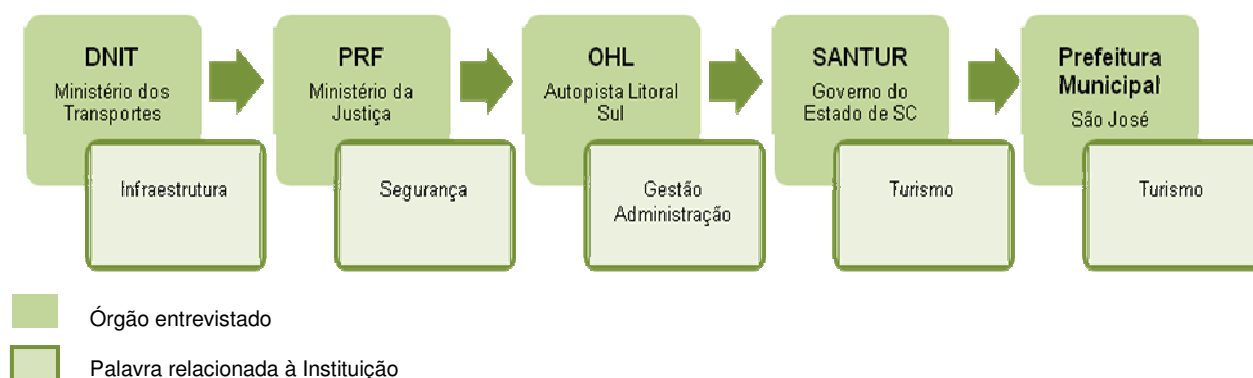 DNIT
Ministério dos
Transportes
Infraestrutura
PRF
Ministério da
Justiça
Segurança
OHL
Autopista Litoral
Sul
Gestão
Administração
SANTUR
Governo do
Estado de SC
Turismo
Prefeitura
Municipal
São José
Turismo
Órgão entrevistado
Palavra relacionada à Instituição